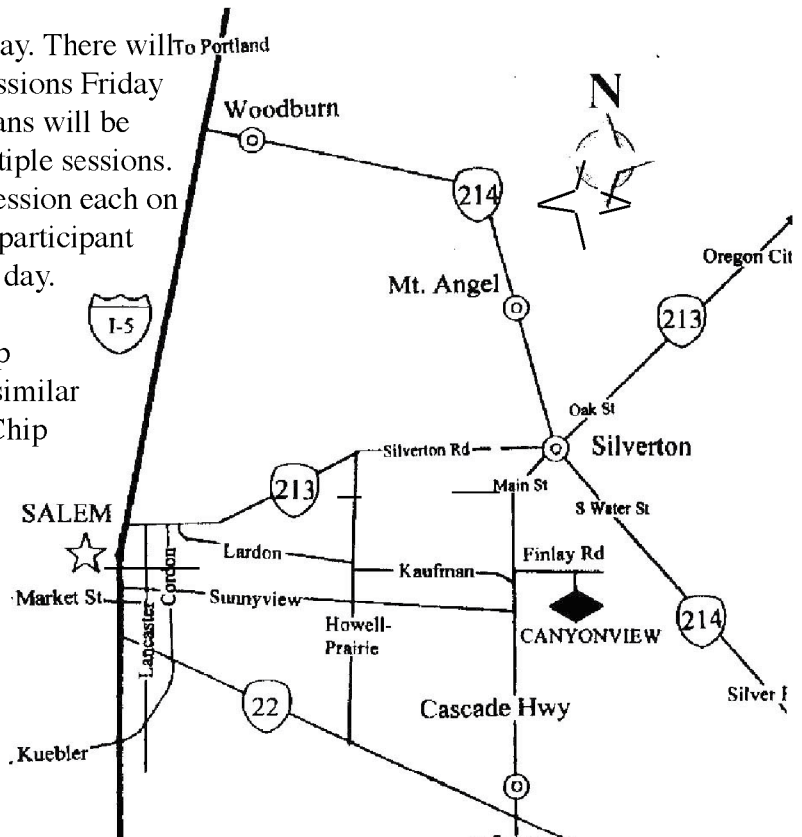 ay. There will
ssions Friday
ans will be
tiple sessions.
ession each on
participant
day.
p
similar
Chip
To Portland
Woodburn
N
214
Mt. Angel
Oregon Cit
213
I-5
Oak St
Silverton Rd
Silverton
213
Main St
SALEM
S Water St
Lardon
Finlay Rd
Kaufman
Cordon
Market St.
Sunnyview
Lancaster
Howell-
Prairie
CANYONVIEW
214
22
Cascade Hwy
Silver
Kuebler